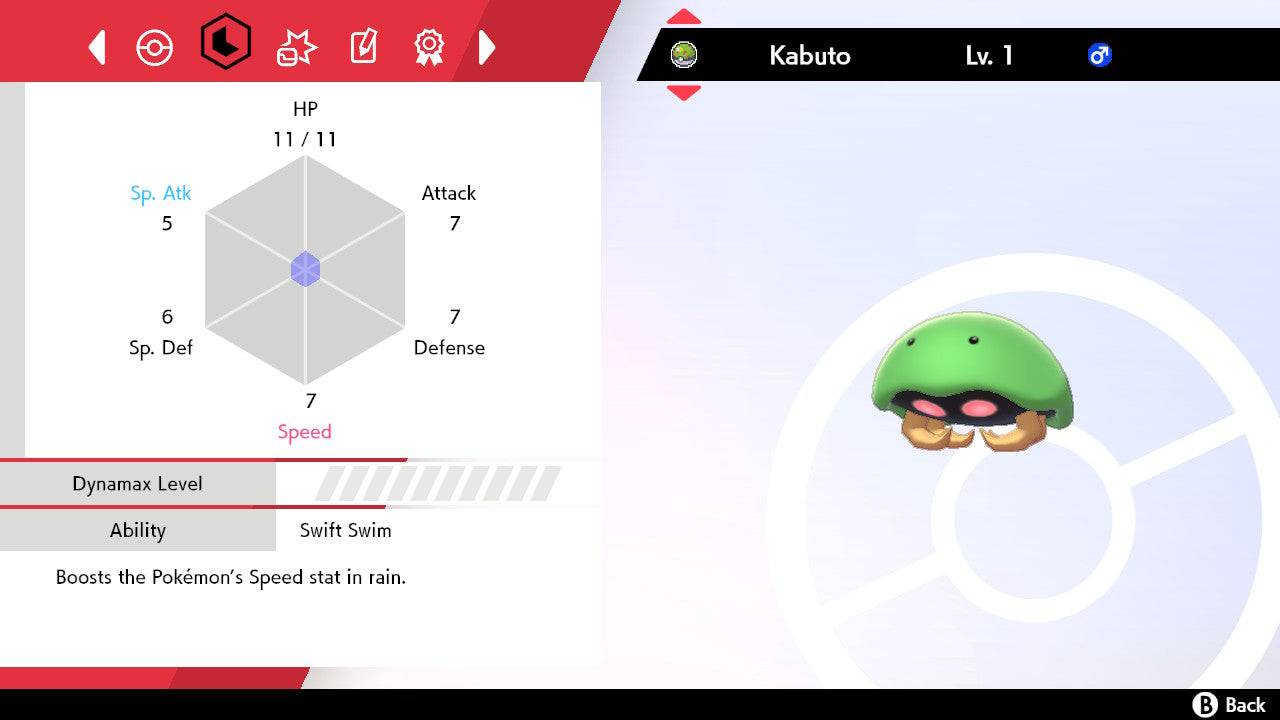 Kabuto Lv. 1 ♂
HP
11 / 11
Sp. Atk
5
Attack
7
6
Sp. Def
7
Defense
7
Speed
Dynamax Level
Ability Swift Swim
Boosts the Pokémon's Speed stat in rain.
B Back